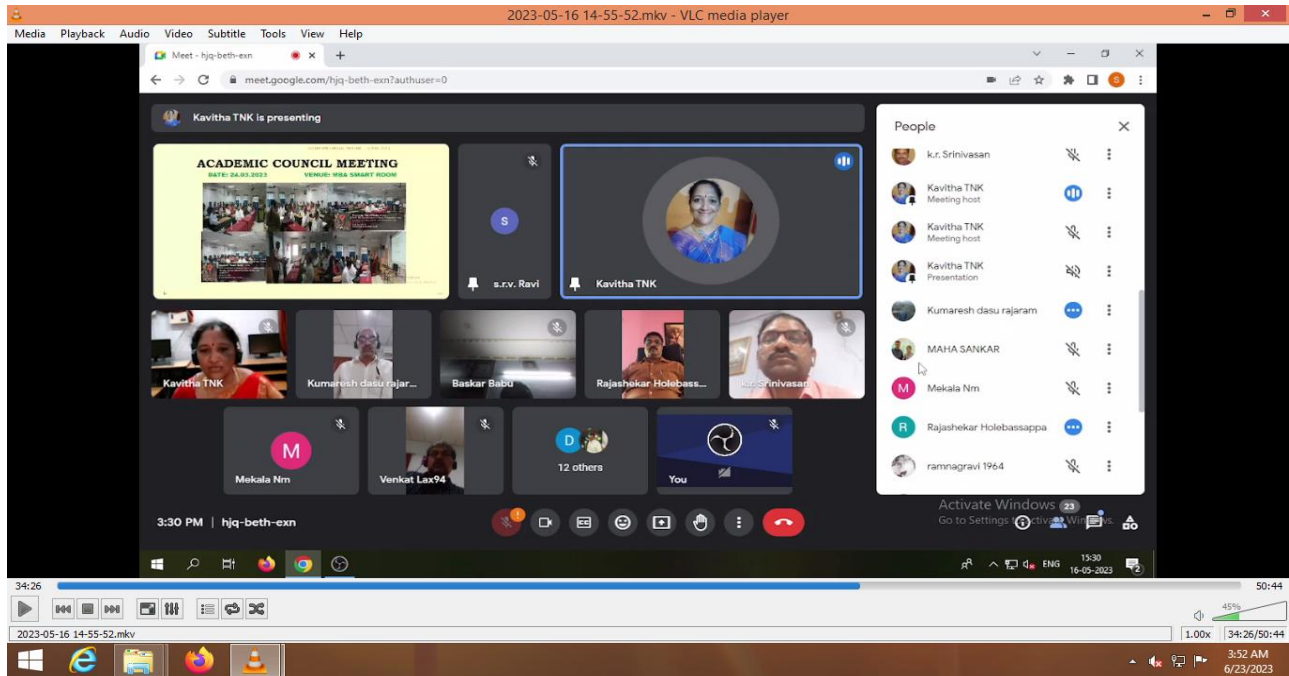 2023-05-16 14-55-52.mkv - VLC media player
Media Playback Audio Video Subtitle Tools View Help
Meet - hjq-beth-exn
meet.google.com/hjq-beth-exn?authuser=0
S
Kavitha TNK is presenting
ACADEMIC COUNCIL MEETING
DATE: 24.03.2023 VENUE: MBA SMART ROOM
S
s.r.v. Ravi
Kavitha TNK
Kavitha TNK
Kumaresh dasu rajar...
Baskar Babu
Rajashekar Holebass...
k.r. Srinivasan
M
Mekala Nm
Venkat Lax94
D
12 others
You
People
k.r. Srinivasan
Kavitha TNK
Meeting host
Kavitha TNK
Meeting host
Kavitha TNK
Presentation
Kumaresh dasu rajaram
MAHA SANKAR
M Mekala Nm
R Rajashekar Holebassappa
ramnagravi 1964
Activate Windows
Go to Settings to activate Windows.
23
3:30 PM | hjq-beth-exn
ENG
15:30
16-05-2023
2
34:26
50:44
45%
2023-05-16 14-55-52.mkv
1.00x
34:26/50:44
3:52 AM
6/23/2023